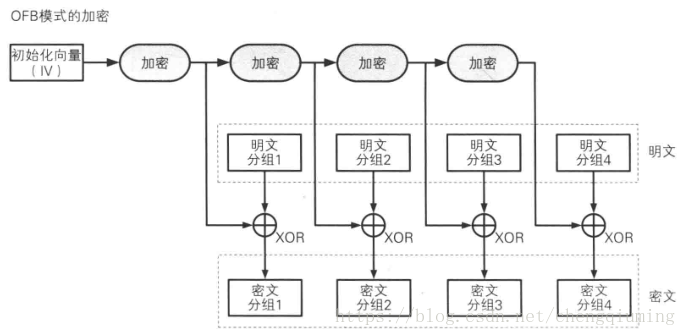 OFB模式的加密
初始化向量
（IV）
加密
加密
加密
加密
明文
分组1
明文
分组2
明文
分组3
明文
分组4
明文
XOR
XOR
XOR
XOR
密文
分组1
密文
分组2
密文
分组3
密文
分组4
密文
https://blog.csdn.net/chengqiuming